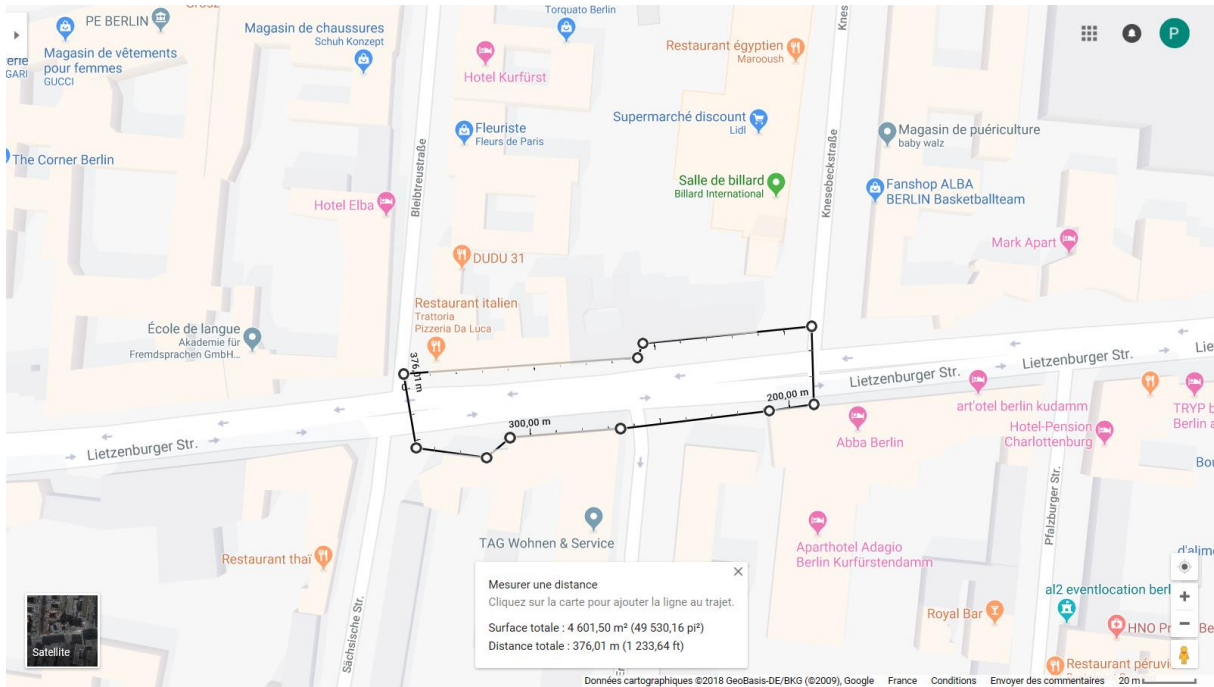 PE BERLIN
Magasin de vêtements
pour femmes
GUCCI
Magasin de chaussures
Schuh Konzept
Torquato Berlin
Hotel Kurfürst
Restaurant égyptien
Marooush
Knes
P
Supermarché discount
Lidl
Fleuriste
Fleurs de Paris
Magasin de puériculture
baby walz
The Corner Berlin
Bleibtreustraße
Knesebeckstraße
Salle de billard
Billard International
Fanshop ALBA
BERLIN Basketballteam
Hotel Elba
Mark Apart
DUDU 31
Restaurant italien
Trattoria
Pizzeria Da Luca
École de langue
Akademie für
Fremdsprachen GmbH...
376,01 m
Lietzenburger Str.
Lie
Lietzenburger Str.
200,00 m
art'otel berlin kudamm
TRYP b
Berlin a
300,00 m
Abba Berlin
Hotel-Pension
Charlottenburg
Lietzenburger Str.
Bou
Pfalzburger Str.
TAG Wohnen & Service
Aparthotel Adagio
Berlin Kurfürstendamm
Restaurant thaï
Sächsische Str.
d'alime
al2 eventlocation berl
Royal Bar
HNO Pr
Be
Restaurant péruvi
Mesurer une distance
Cliquez sur la carte pour ajouter la ligne au trajet.
Surface totale : 4 601,50 m² (49 530,16 pi²)
Distance totale : 376,01 m (1 233,64 ft)
Satellite
Données cartographiques ©2018 GeoBasis-DE/BKG (©2009), Google France Conditions Envoyer des commentaires 20 m